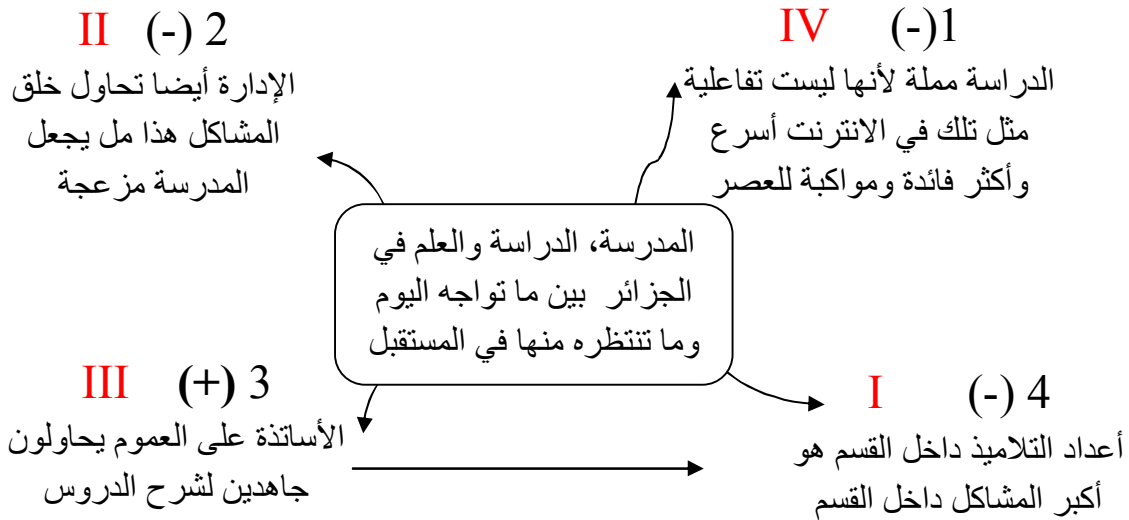 IV (-)1
الدراسة مملة لأنها ليست تفاعلية
مثل تلك في الانترنت أسرع
وأكثر فائدة ومواكبة للعصر
II (-) 2
الإدارة أيضا تحاول خلق
المشاكل هذا مل يجعل
المدرسة مزعجة
المدرسة، الدراسة والعلم في
الجزائر بين ما تواجه اليوم
وما تنتظره منها في المستقبل
III (+) 3
الأساتذة على العموم يحاولون
جاهدين لشرح الدروس
I (-) 4
أعداد التلاميذ داخل القسم هو
أكبر المشاكل داخل القسم